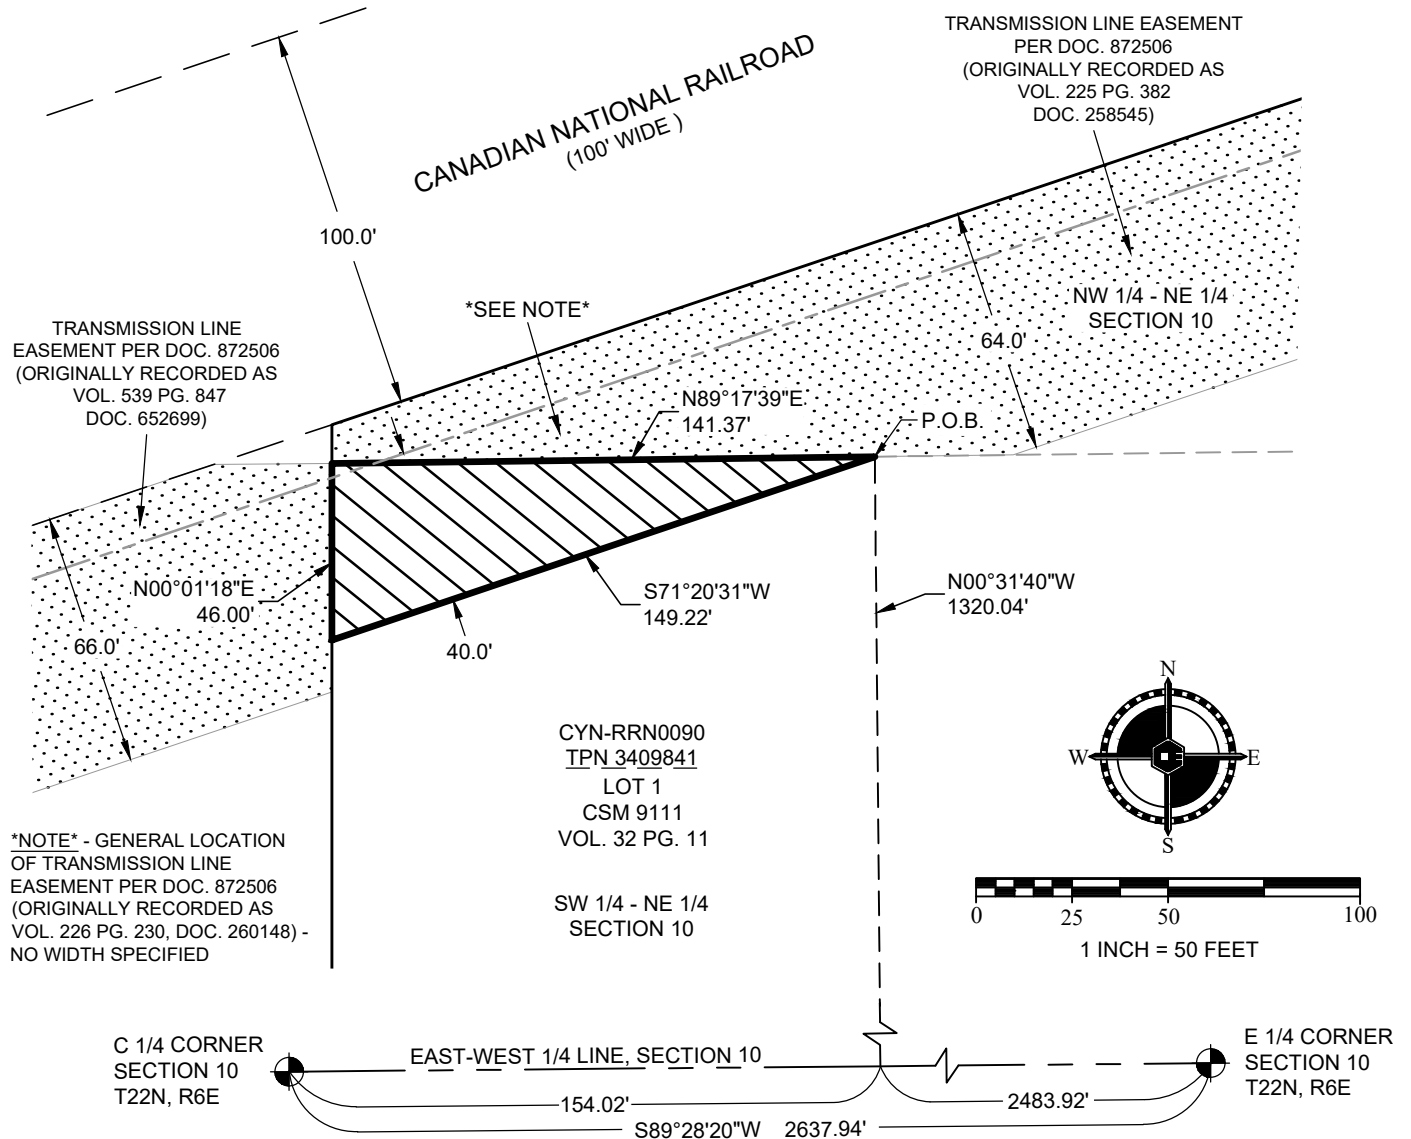 TRANSMISSION LINE EASEMENT
PER DOC. 872506
(ORIGINALLY RECORDED AS
VOL. 225 PG. 382
DOC. 258545)
CANADIAN NATIONAL RAILROAD
(100' WIDE )
100.0'
*SEE NOTE*
NW 1/4 - NE 1/4
SECTION 10
64.0'
TRANSMISSION LINE
EASEMENT PER DOC. 872506
(ORIGINALLY RECORDED AS
VOL. 539 PG. 847
DOC. 652699)
N89°17'39"E
141.37'
P.O.B.
N00°01'18"E
46.00'
S71°20'31"W
149.22'
N00°31'40"W
1320.04'
66.0'
40.0'
CYN-RRN0090
TPN 3409841
LOT 1
CSM 9111
VOL. 32 PG. 11
SW 1/4 - NE 1/4
SECTION 10
N
W
E
E
S
*NOTE* - GENERAL LOCATION
OF TRANSMISSION LINE
EASEMENT PER DOC. 872506
(ORIGINALLY RECORDED AS
VOL. 226 PG. 230, DOC. 260148) -
NO WIDTH SPECIFIED
0 25 50 100
1 INCH = 50 FEET
C 1/4 CORNER
SECTION 10
T22N, R6E
EAST-WEST 1/4 LINE, SECTION 10
E 1/4 CORNER
SECTION 10
T22N, R6E
154.02'
2483.92'
S89°28'20"W 2637.94'